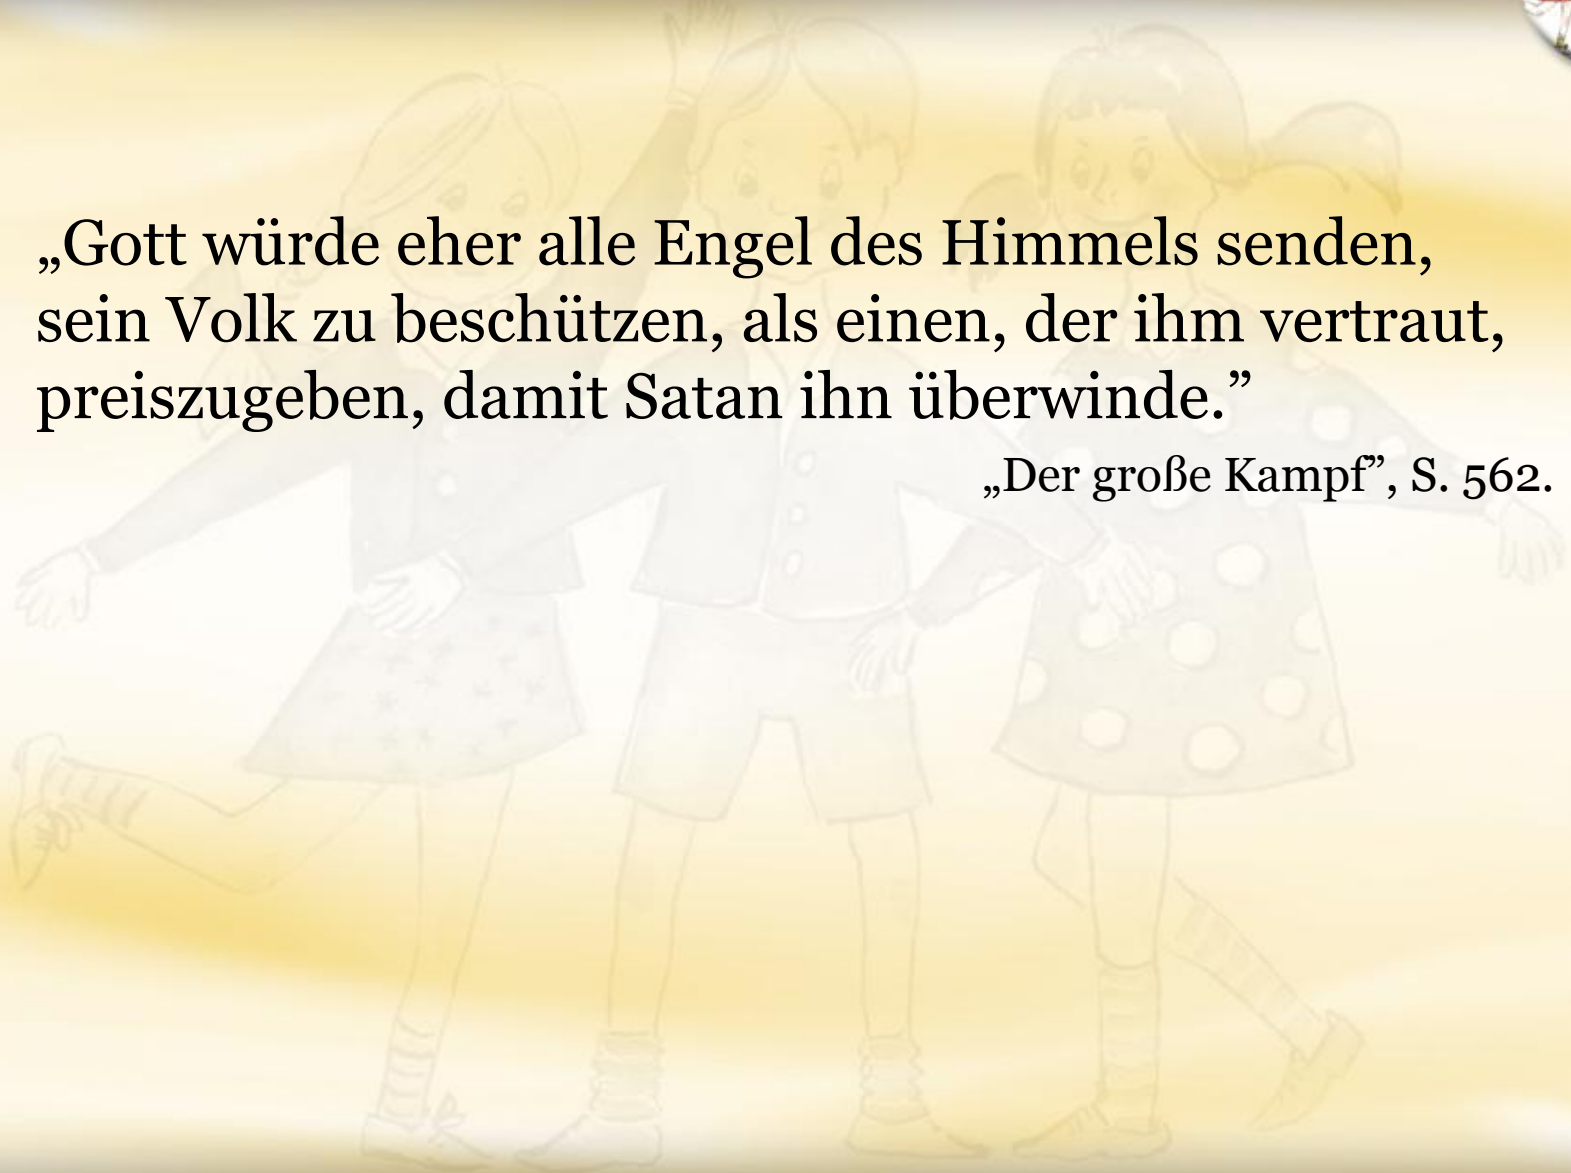 „Gott würde eher alle Engel des Himmels senden,
sein Volk zu beschützen, als einen, der ihm vertraut,
preiszugeben, damit Satan ihn überwinde.”
„Der große Kampf”, S. 562.